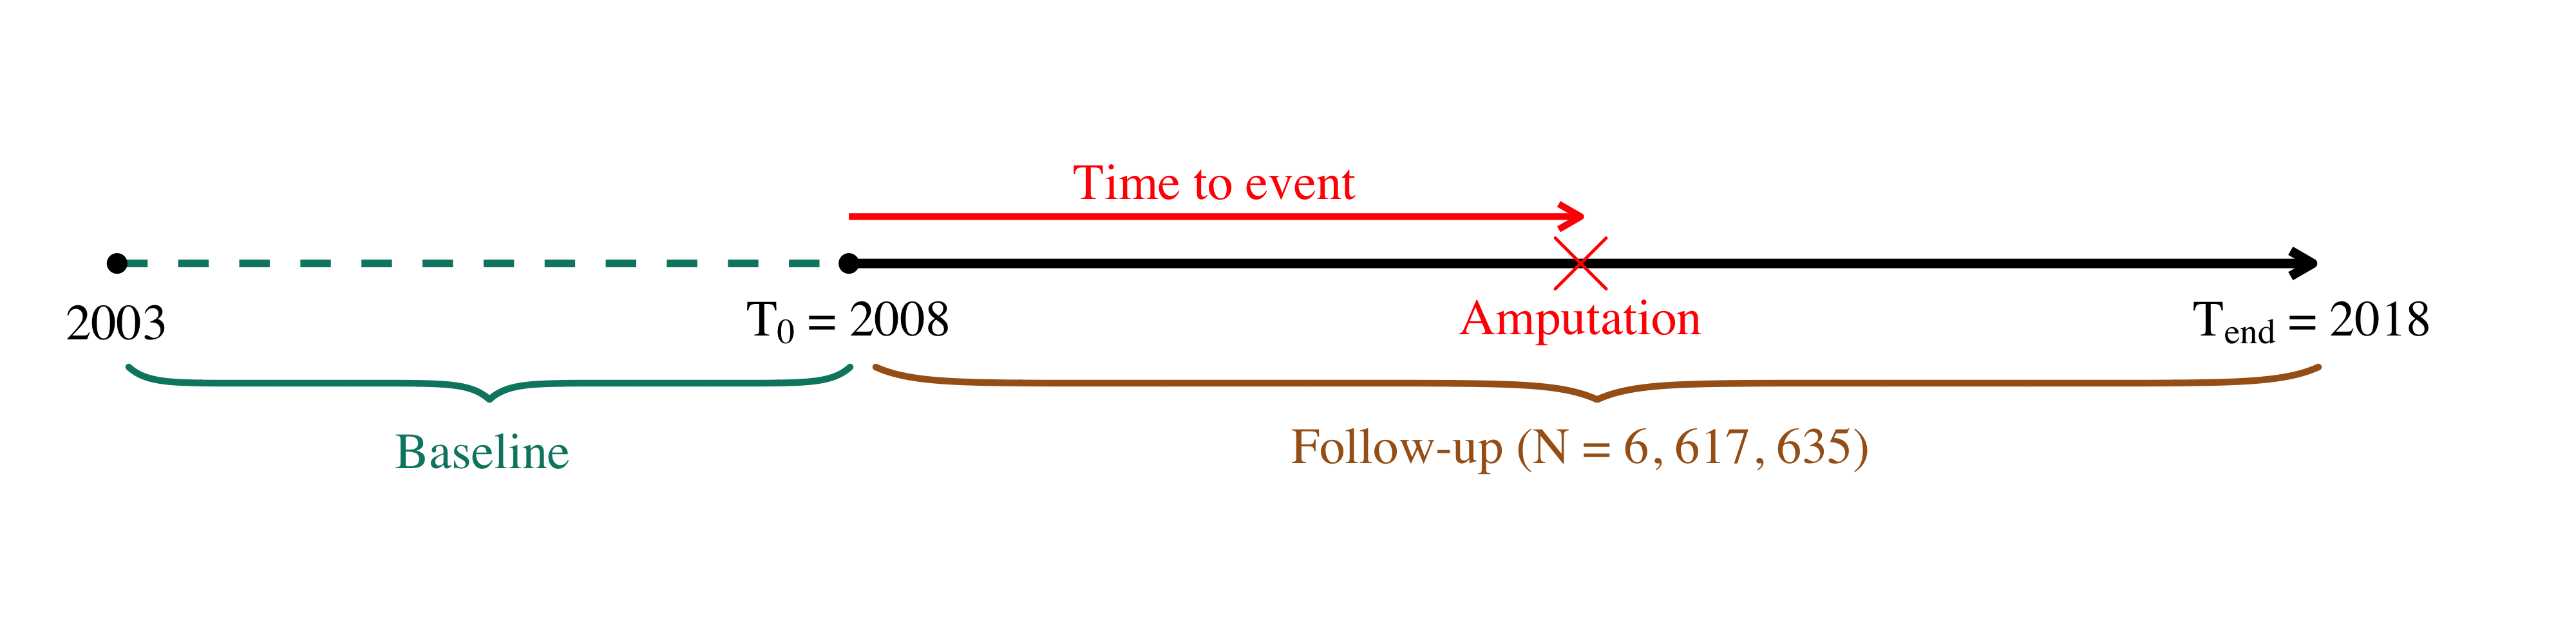 Time to event
2003
T₀ = 2008
Amputation
Tend = 2018
Baseline
Follow-up (N = 6, 617, 635)